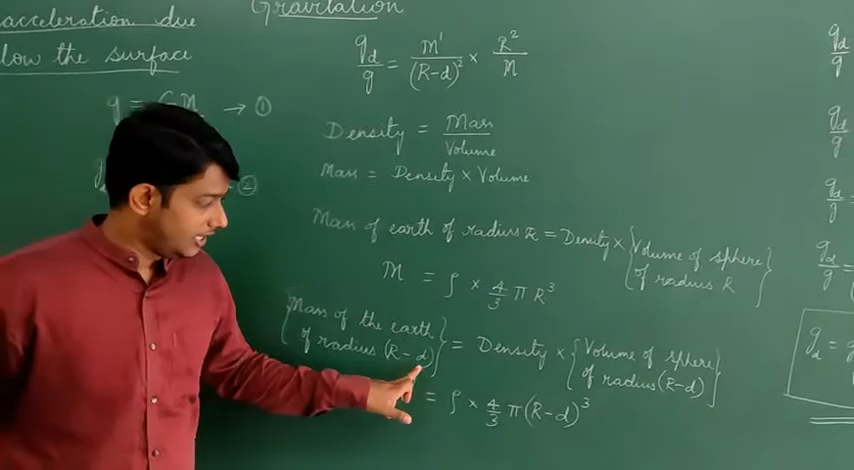 Gravitation
acceleration due
low the surface
g_d/g = M'/(R-d)² × R²/M
→ ①
Density = Mass/Volume
②
Mass = Density × Volume
Mass of earth of radius R = Density × {Volume of sphere of radius R}
M = ρ × 4/3 π R³
{Mass of the earth of radius (R-d)} = Density × {Volume of sphere of radius (R-d)}
= ρ × 4/3 π (R-d)³
g_d/g
g_d/g
g_d/g =
g_d/g =
g_d = g